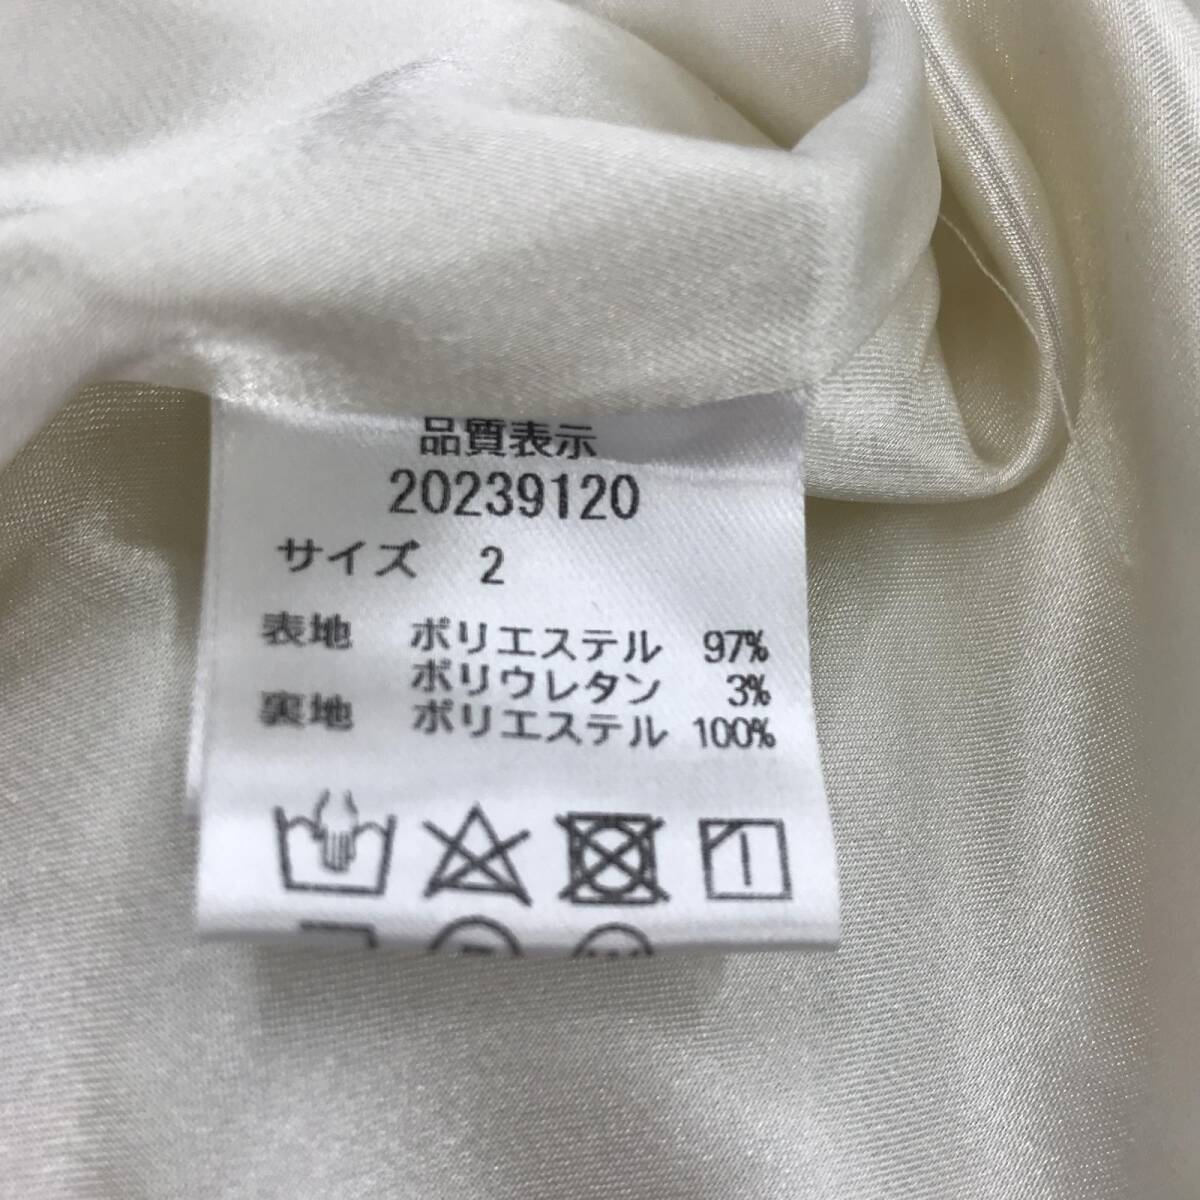 品質表示
20239120
サイズ 2
表地 ポリエステル 97%
ポリウレタン 3%
裏地 ポリエステル 100%